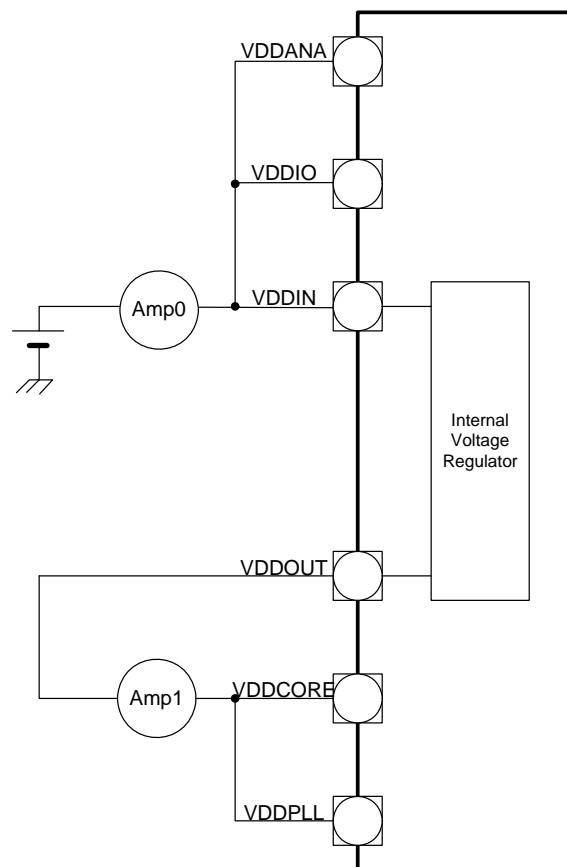 VDDANA
VDDIO
Amp0
VDDIN
Internal
Voltage
Regulator
VDDOUT
Amp1
VDDCORE
VDDPLL